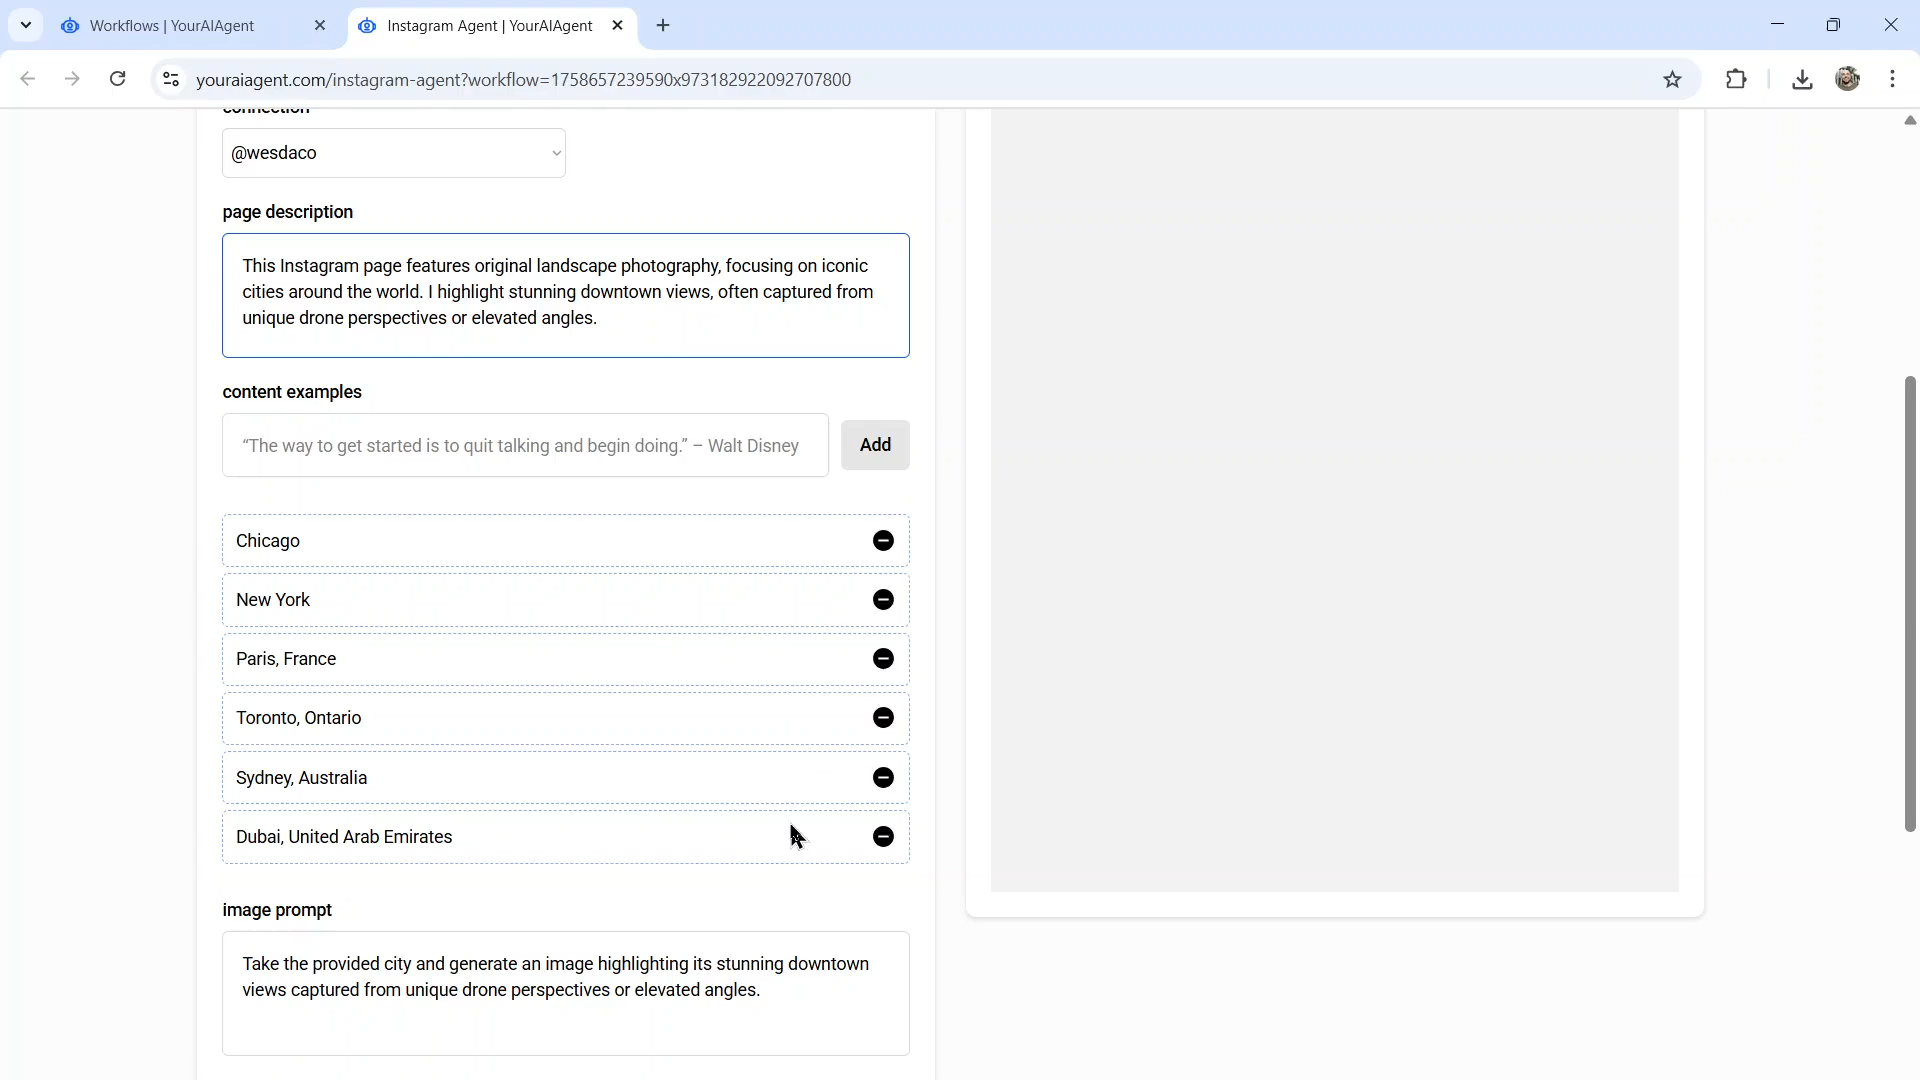 Workflows | YourAIAgent
Instagram Agent | YourAIAgent
youraiagent.com/instagram-agent?workflow=1758657239590x973182922092707800
connection
@wesdaco
page description
This Instagram page features original landscape photography, focusing on iconic
cities around the world. I highlight stunning downtown views, often captured from
unique drone perspectives or elevated angles.
content examples
“The way to get started is to quit talking and begin doing.” – Walt Disney
Add
Chicago
New York
Paris, France
Toronto, Ontario
Sydney, Australia
Dubai, United Arab Emirates
image prompt
Take the provided city and generate an image highlighting its stunning downtown
views captured from unique drone perspectives or elevated angles.